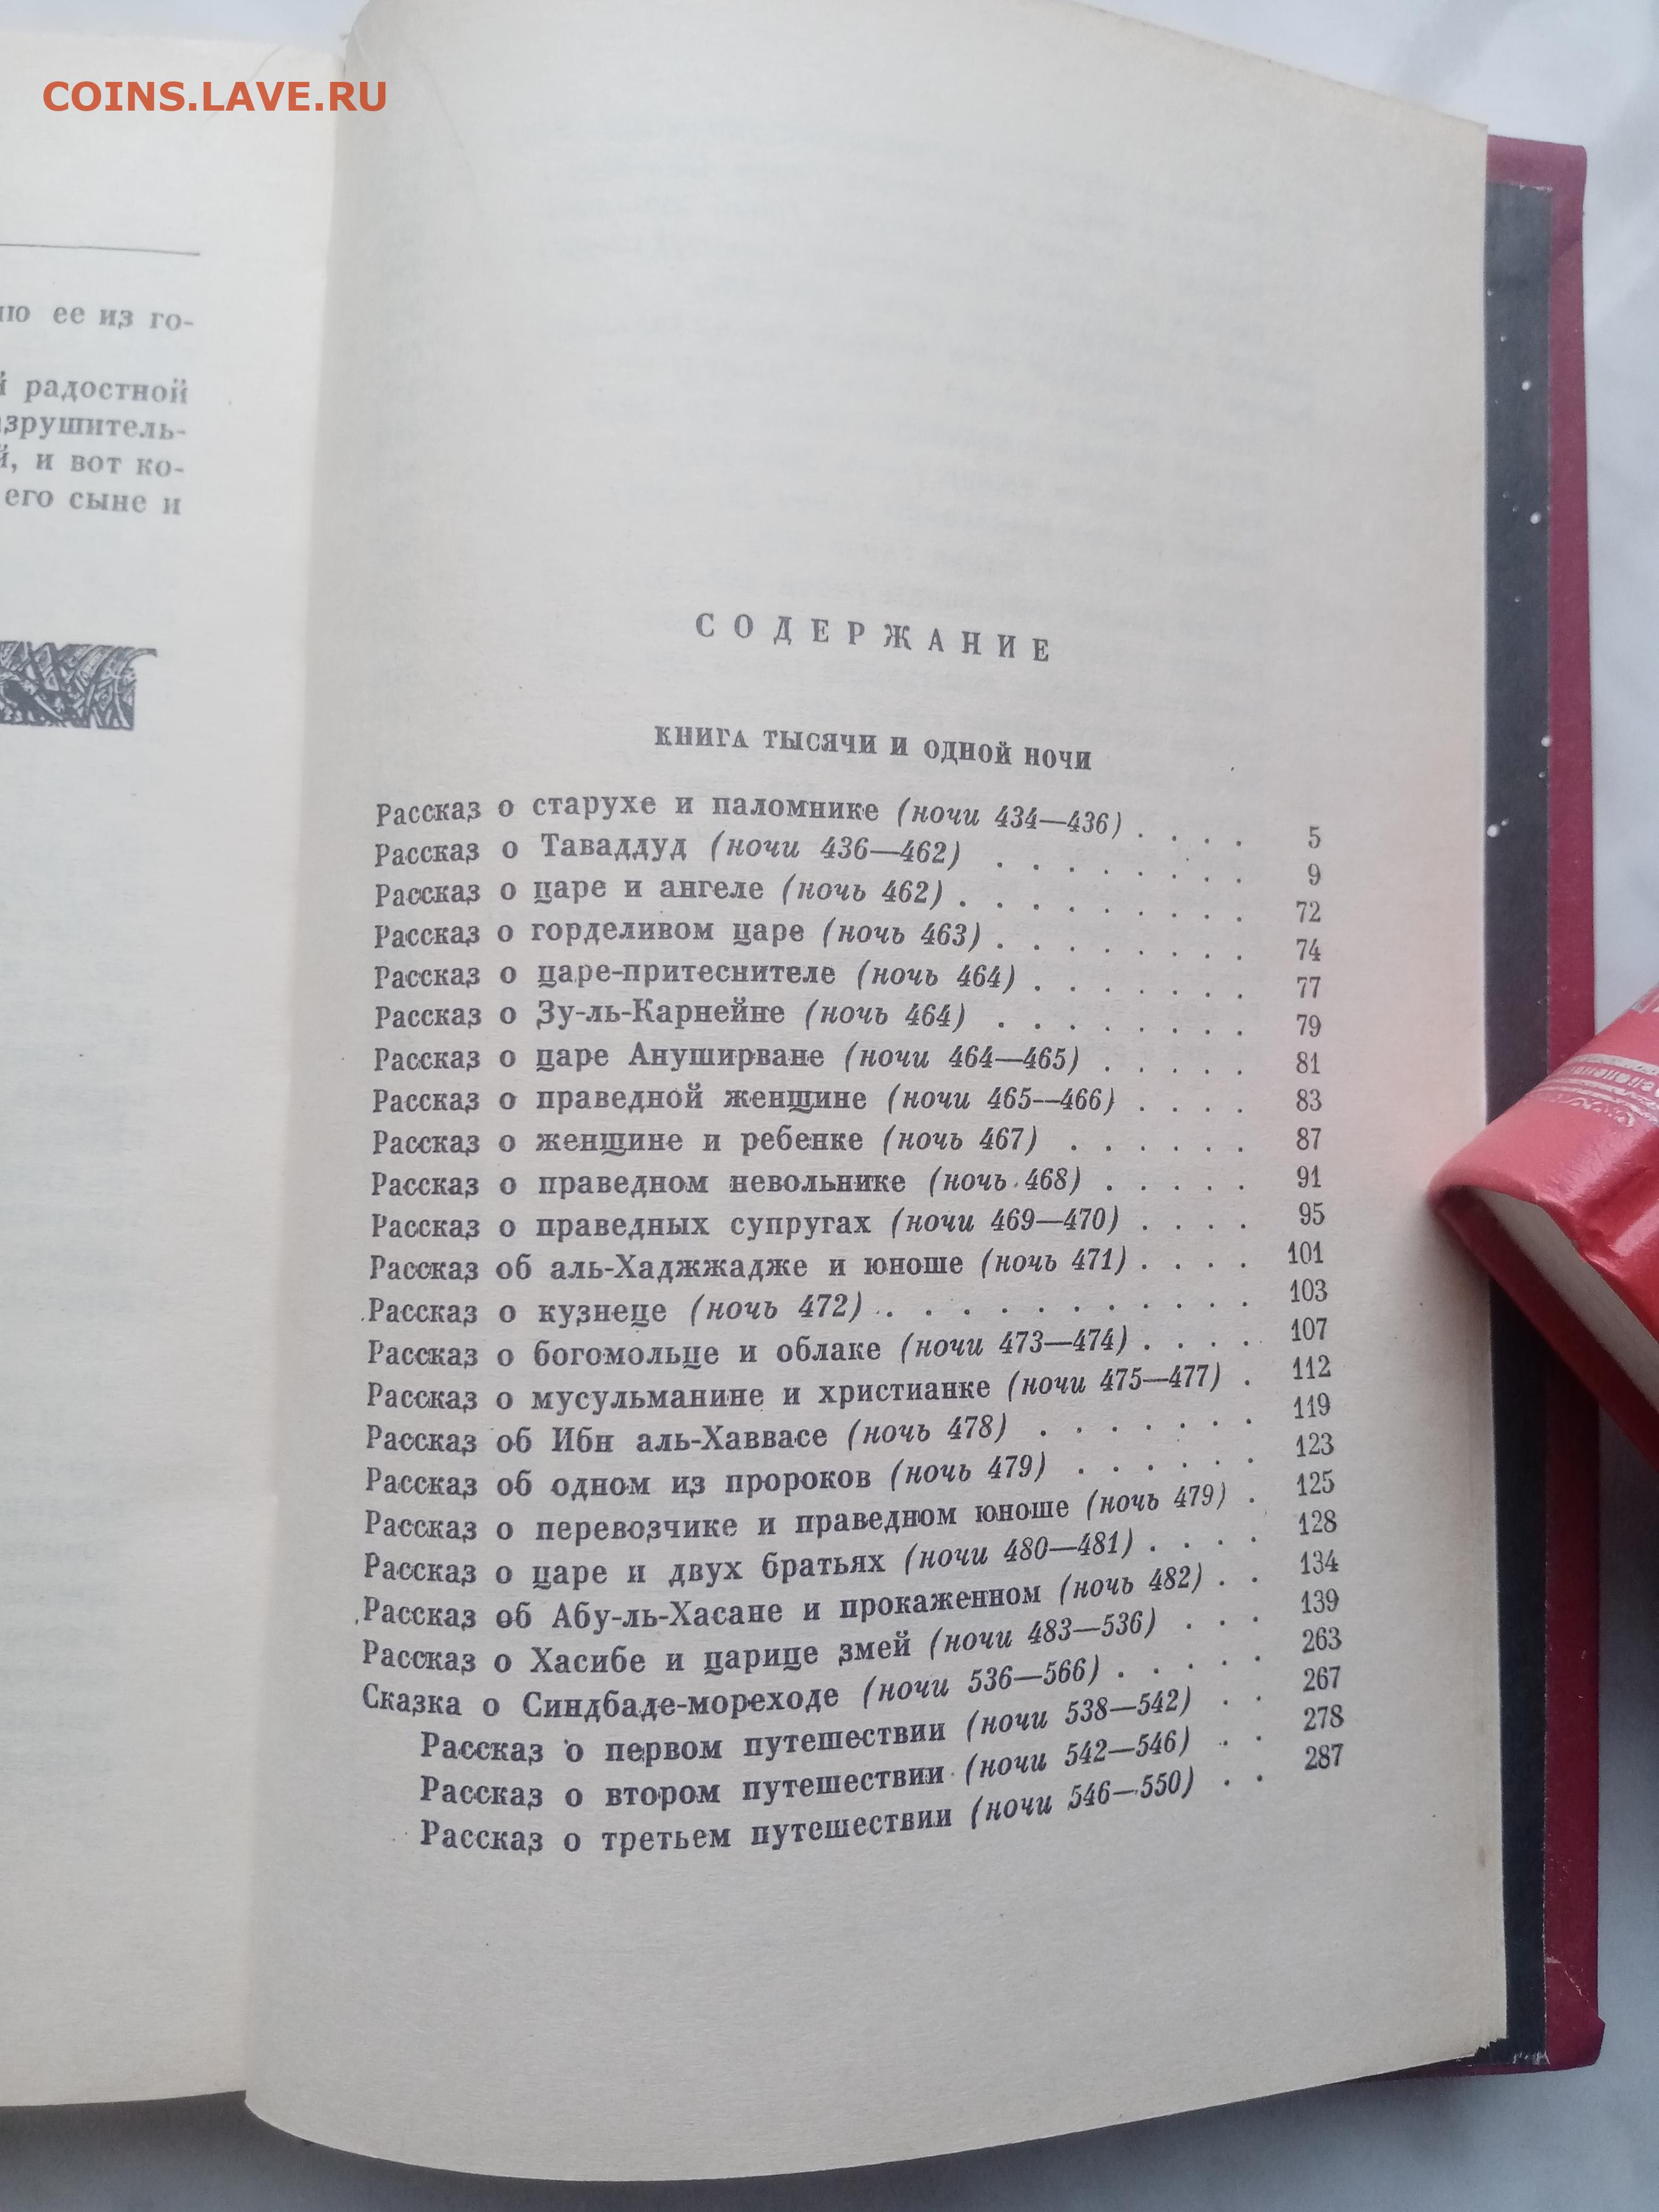 COINS.LAVE.RU
ее из го-
радостной
и вот ко-
его сыне и
СОДЕРЖАНИЕ
КНИГА ТЫСЯЧИ И ОДНОЙ НОЧИ
Рассказ о старухе и паломнике (ночи 434—436) . . . . 5
Рассказ о Таваддуд (ночи 436—462) . . . . . . . 9
Рассказ о царе и ангеле (ночь 462) . . . . . . . . 72
Рассказ о горделивом царе (ночь 463) . . . . . . . 74
Рассказ о царе-притеснителе (ночь 464) . . . . . . 77
Рассказ о Зу-ль-Карнейне (ночь 464) . . . . . . . 79
Рассказ о царе Ануширване (ночи 464—465) . . . . . 81
Рассказ о праведной женщине (ночи 465—466) . . . . 83
Рассказ о женщине и ребенке (ночь 467) . . . . . . 87
Рассказ о праведном невольнике (ночь 468) . . . . . 91
Рассказ о праведных супругах (ночи 469—470) . . . . 95
Рассказ об аль-Хаджжадже и юноше (ночь 471) . . . . 101
Рассказ о кузнеце (ночь 472) . . . . . . . . . . 103
Рассказ о богомольце и облаке (ночи 473—474) . . . . 107
Рассказ о мусульманине и христианке (ночи 475—477) . 112
Рассказ об Ибн аль-Хаввасе (ночь 478) . . . . . . 119
Рассказ об одном из пророков (ночь 479) . . . . . 123
Рассказ о перевозчике и праведном юноше (ночь 479) . 125
Рассказ о царе и двух братьях (ночи 480—481) . . . . 128
Рассказ об Абу-ль-Хасане и прокаженном (ночь 482) . . 134
Рассказ о Хасибе и царице змей (ночи 483—536) . . . 139
Сказка о Синдбаде-мореходе (ночи 536—566) . . . . . 263
Рассказ о первом путешествии (ночи 538—542) . . 267
Рассказ о втором путешествии (ночи 542—546) . . 278
Рассказ о третьем путешествии (ночи 546—550) . . 287